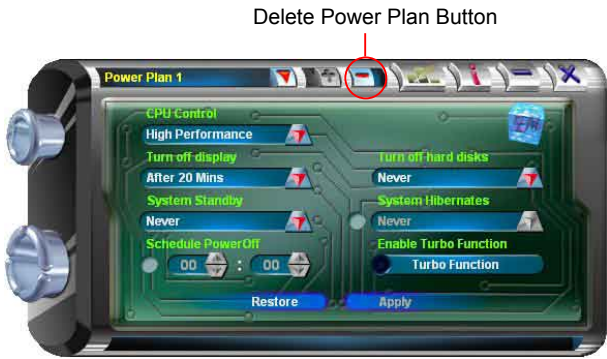 Delete Power Plan Button
Power Plan 1
CPU Control
High Performance
Turn off display
Turn off hard disks
After 20 Mins
Never
System Standby
System Hibernates
Never
Never
Schedule PowerOff
Enable Turbo Function
00 : 00
Turbo Function
Restore
Apply